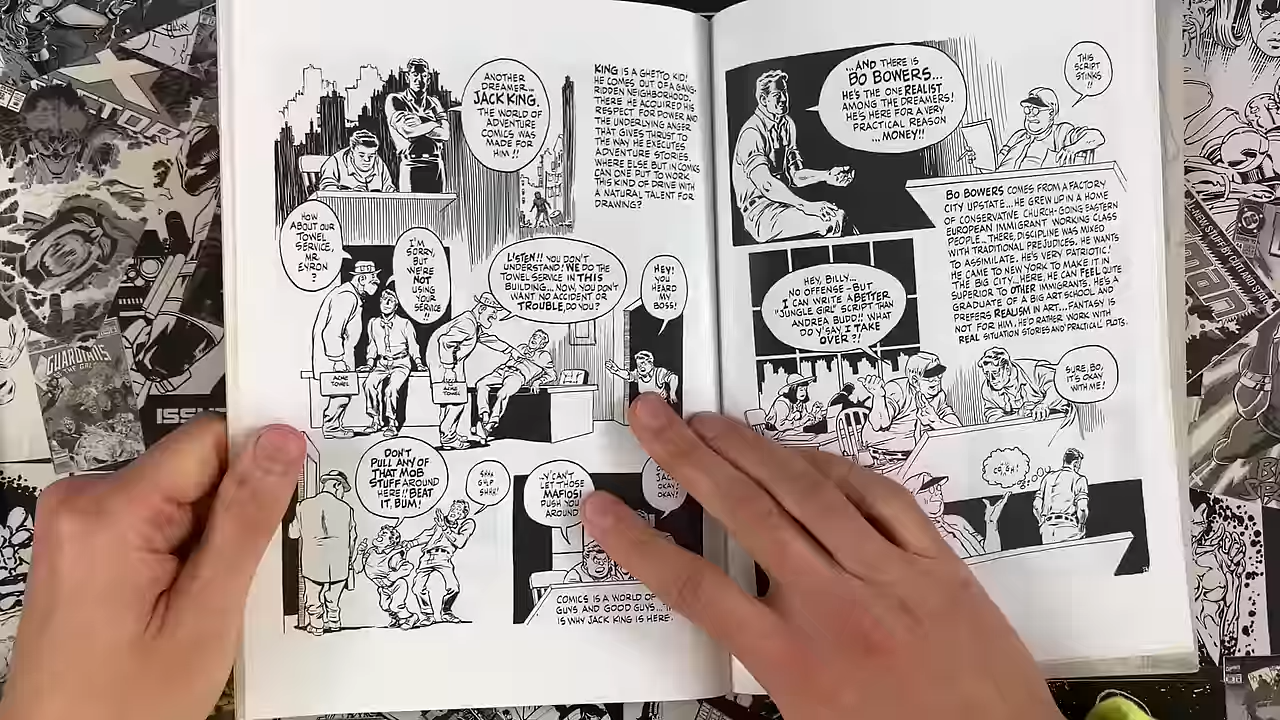 ANOTHER
DREAMER...
JACK KING.
THE WORLD OF
ADVENTURE
COMICS WAS
MADE FOR
HIM!!
KING IS A GHETTO KID!
HE COMES OUT OF A GANG-
RIDDEN NEIGHBORHOOD..
THERE HE ACQUIRED HIS
RESPECT FOR POWER AND
THE UNDERLYING ANGER
THAT GIVES THRUST TO
THE WAY HE EXECUTES
ADVENTURE STORIES.
WHERE ELSE BUT IN COMICS
CAN ONE PUT TO WORK
THIS KIND OF DRIVE WITH
A NATURAL TALENT FOR
DRAWING?
HOW
ABOUT OUR
TOWEL
SERVICE,
MR.
EYRON
?
I'M
SORRY,
BUT
WE'RE
NOT
USING
YOUR
SERVICE
!!
LISTEN!! YOU DON'T
UNDERSTAND! WE DO THE
TOWEL SERVICE IN THIS
BUILDING... NOW, YOU DON'T
WANT NO ACCIDENT, OR
TROUBLE, DO YOU?
HEY!
YOU
HEARD
MY
BOSS!
ACME
TOWEL
ACME
TOWEL
DON'T
PULL ANY OF
THAT MOB
STUFF AROUND
HERE!! BEAT
IT, BUM!
SHH
GULP
SHHH!
..Y'CAN'T
LET THOSE
MAFIOSI
PUSH YOU
AROUND
JACK
OKAY!
OKAY!
COMICS IS A WORLD OF
GUYS AND GOOD GUYS...
IS WHY JACK KING IS HERE.
...AND THERE IS
BO BOWERS...
HE'S THE ONE REALIST
AMONG THE DREAMERS!
HE'S HERE FOR A VERY
PRACTICAL REASON
...MONEY!!
THIS
SCRIPT
STINKS
!!
BO BOWERS COMES FROM A FACTORY
CITY UPSTATE... HE GREW UP IN A HOME
OF CONSERVATIVE CHURCH-GOING EASTERN
EUROPEAN IMMIGRANT WORKING CLASS
PEOPLE... THERE, DISCIPLINE WAS MIXED
WITH TRADITIONAL PREJUDICES. HE WANTS
TO ASSIMILATE. HE'S VERY PATRIOTIC!
HE CAME TO NEW YORK TO MAKE IT IN
THE BIG CITY... HERE, HE CAN FEEL QUITE
SUPERIOR TO OTHER IMMIGRANTS. HE'S A
GRADUATE OF A BIG ART SCHOOL AND
PREFERS REALISM IN ART... FANTASY IS
NOT FOR HIM. HE'D RATHER WORK WITH
REAL SITUATION STORIES AND 'PRACTICAL' PLOTS.
HEY, BILLY...
NO OFFENSE – BUT
I CAN WRITE A BETTER
"JUNGLE GIRL" SCRIPT THAN
ANDREA BUDD!! WHAT
DO Y'SAY, I TAKE
OVER?!
SURE, BO,
IT'S OKAY
WITH ME!
GUARDIANS
ISSUE